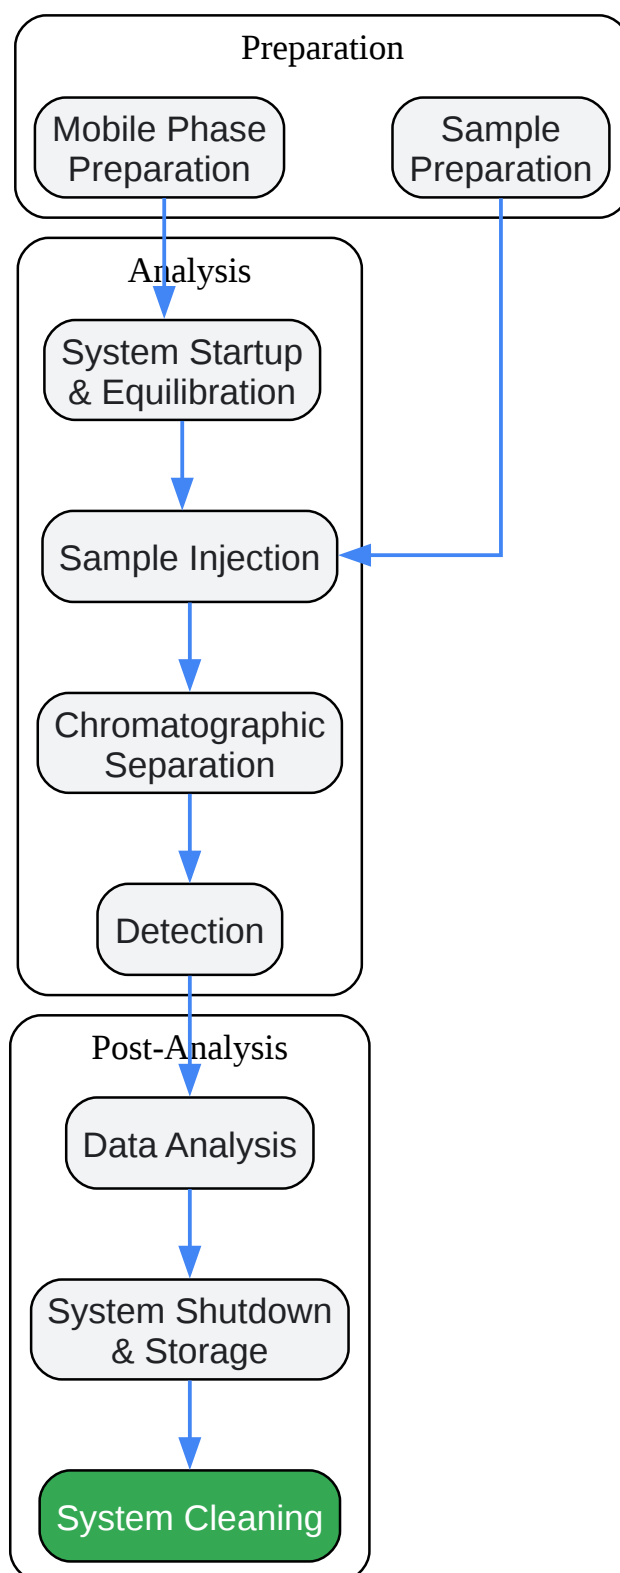 Preparation
Mobile Phase
Preparation
Sample
Preparation
Analysis
System Startup
& Equilibration
Sample Injection
Chromatographic
Separation
Detection
Post-Analysis
Data Analysis
System Shutdown
& Storage
System Cleaning